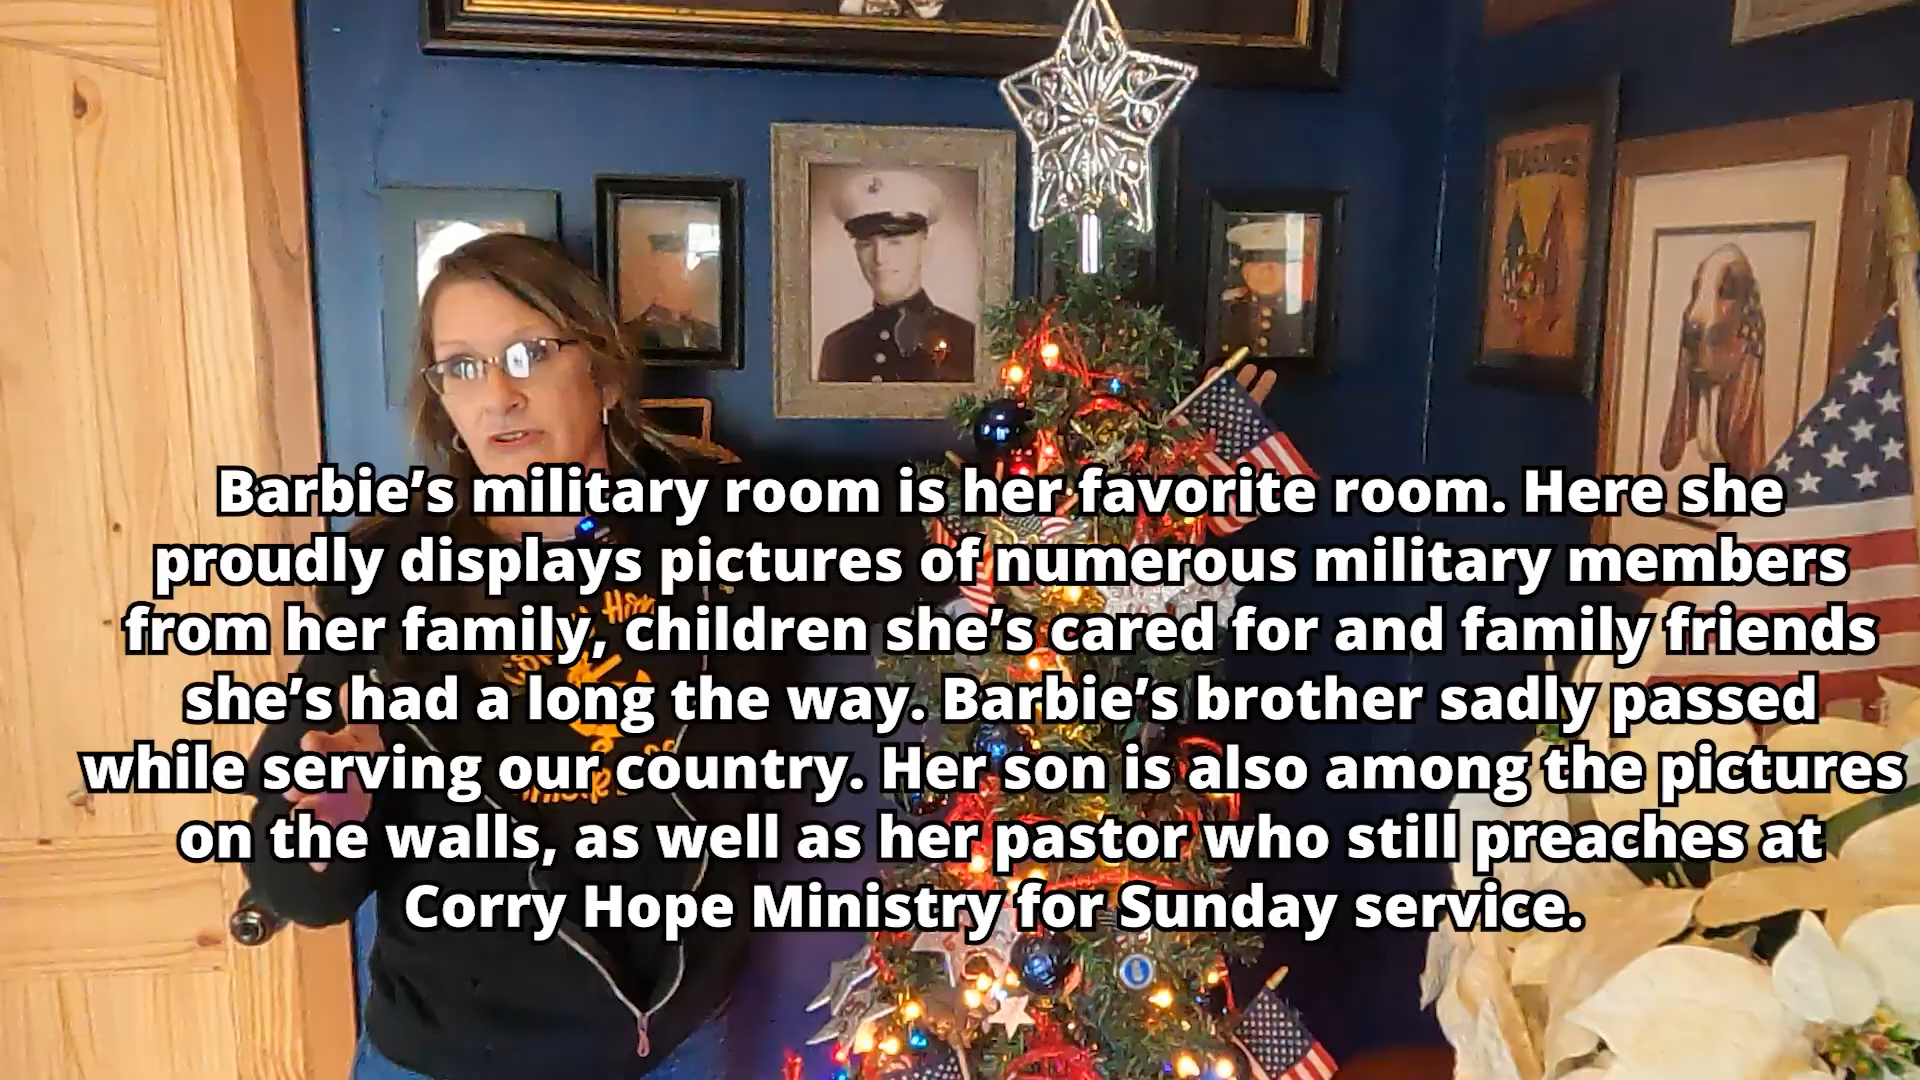 Barbie’s military room is her favorite room. Here she
proudly displays pictures of numerous military members
from her family, children she’s cared for and family friends
she’s had a long the way. Barbie’s brother sadly passed
while serving our country. Her son is also among the pictures
on the walls, as well as her pastor who still preaches at
Corry Hope Ministry for Sunday service.